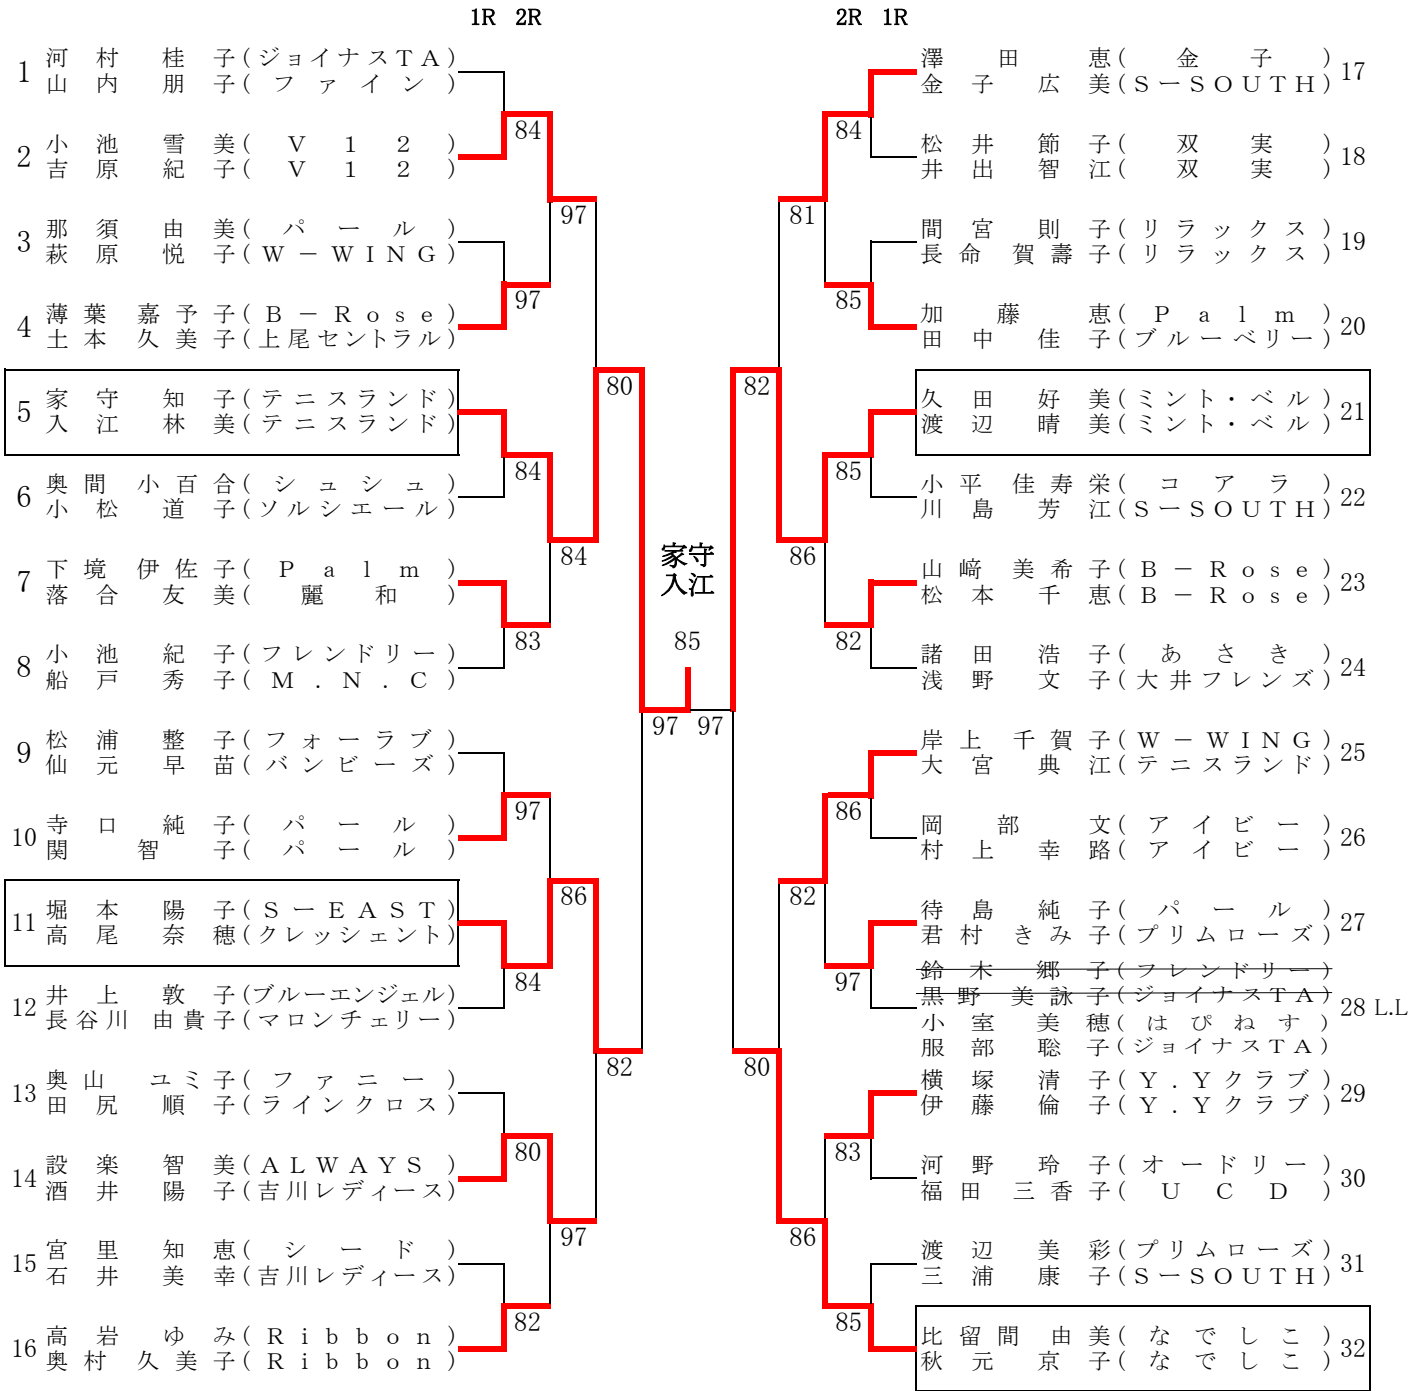 1R 2R
2R 1R
1 河村桂子(ジョイナスTA)
山内朋子(ファイン)
2 小池雪美(V12)
吉原紀子(V12)
3 那須由美(パール)
萩原悦子(W-WING)
4 薄葉嘉予子(B-Rose)
土本久美子(上尾セントラル)
5 家守知子(テニスランド)
入江林美(テニスランド)
6 奥間小百合(シュシュ)
小松道子(ソルシエール)
7 下境伊佐子(Palm)
落合友美(麗和)
8 小池紀子(フレンドリー)
船戸秀子(M.N.C)
9 松浦整子(フォーラブ)
仙元早苗(バンビーズ)
10 寺口純子(パール)
関智子(パール)
11 堀本陽子(S-EAST)
高尾奈穂(クレッシェント)
12 井上敦子(ブルーエンジェル)
長谷川由貴子(マロンチェリー)
13 奥山ユミ子(ファニー)
田尻順子(ラインクロス)
14 設楽智美(ALWAYS)
酒井陽子(吉川レディース)
15 宮里知恵(シード)
石井美幸(吉川レディース)
16 高岩ゆみ(Ribbon)
奥村久美子(Ribbon)
84
97
84
83
97
84
80
82
97
84
86
97
80
82
97
家守
入江
85
97
82
80
81
86
82
86
84
85
85
82
86
97
83
85
澤田恵(金子) 17
金子広美(S-SOUTH)
松井節子(双実) 18
井出智江(双実)
間宮則子(リラックス) 19
長命賀壽子(リラックス)
加藤恵(Palm) 20
田中佳子(ブルーベリー)
久田好美(ミント・ベル) 21
渡辺晴美(ミント・ベル)
小平佳寿栄(コアラ) 22
川島芳江(S-SOUTH)
山﨑美希子(B-Rose) 23
松本千恵(B-Rose)
諸田浩子(あさき) 24
浅野文子(大井フレンズ)
岸上千賀子(W-WING) 25
大宮典江(テニスランド)
岡部文(アイビー) 26
村上幸路(アイビー)
待島純子(パール) 27
君村きみ子(プリムローズ)
鈴木郷子(フレンドリー)
黒野美詠子(ジョイナスTA) 28 L.L
小室美穂(はぴねす)
服部聡子(ジョイナスTA)
横塚清子(Y.Yクラブ) 29
伊藤倫子(Y.Yクラブ)
河野玲子(オードリー) 30
福田三香子(UCD)
渡辺美彩(プリムローズ) 31
三浦康子(S-SOUTH)
比留間由美(なでしこ) 32
秋元京子(なでしこ)